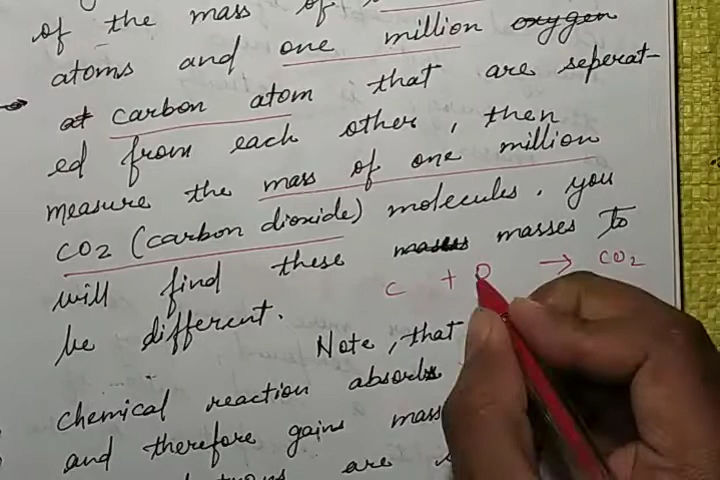 of the mass of
atoms and one million oxygen
at carbon atom that are seperat-
ed from each other, then
measure the mass of one million
CO2 (carbon dioxide) molecules. you
will find these masses to
C + O → CO2
be different.
Note, that
chemical reaction absorbs
and therefore gains mass
are